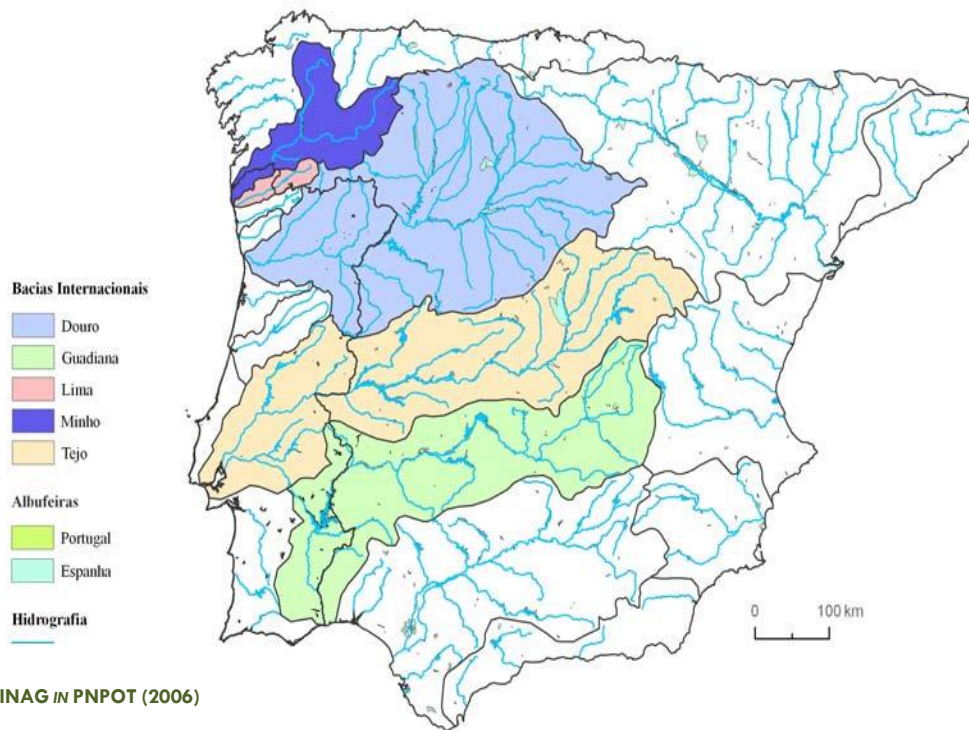 Bacias Internacionais
Douro
Guadiana
Lima
Minho
Tejo
Albufeiras
Portugal
Espanha
Hidrografia
0 100 km
INAG IN PNPOT (2006)